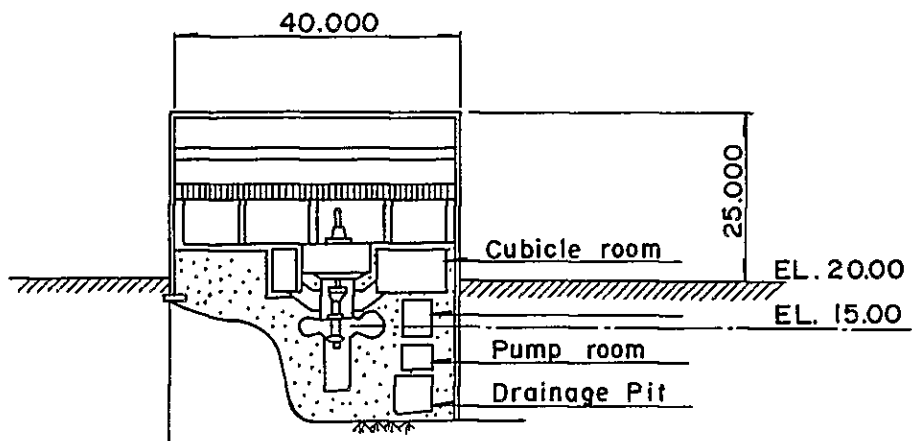 40.000
25.000
Cubicle room
EL. 20.00
EL. 15.00
Pump room
Drainage Pit